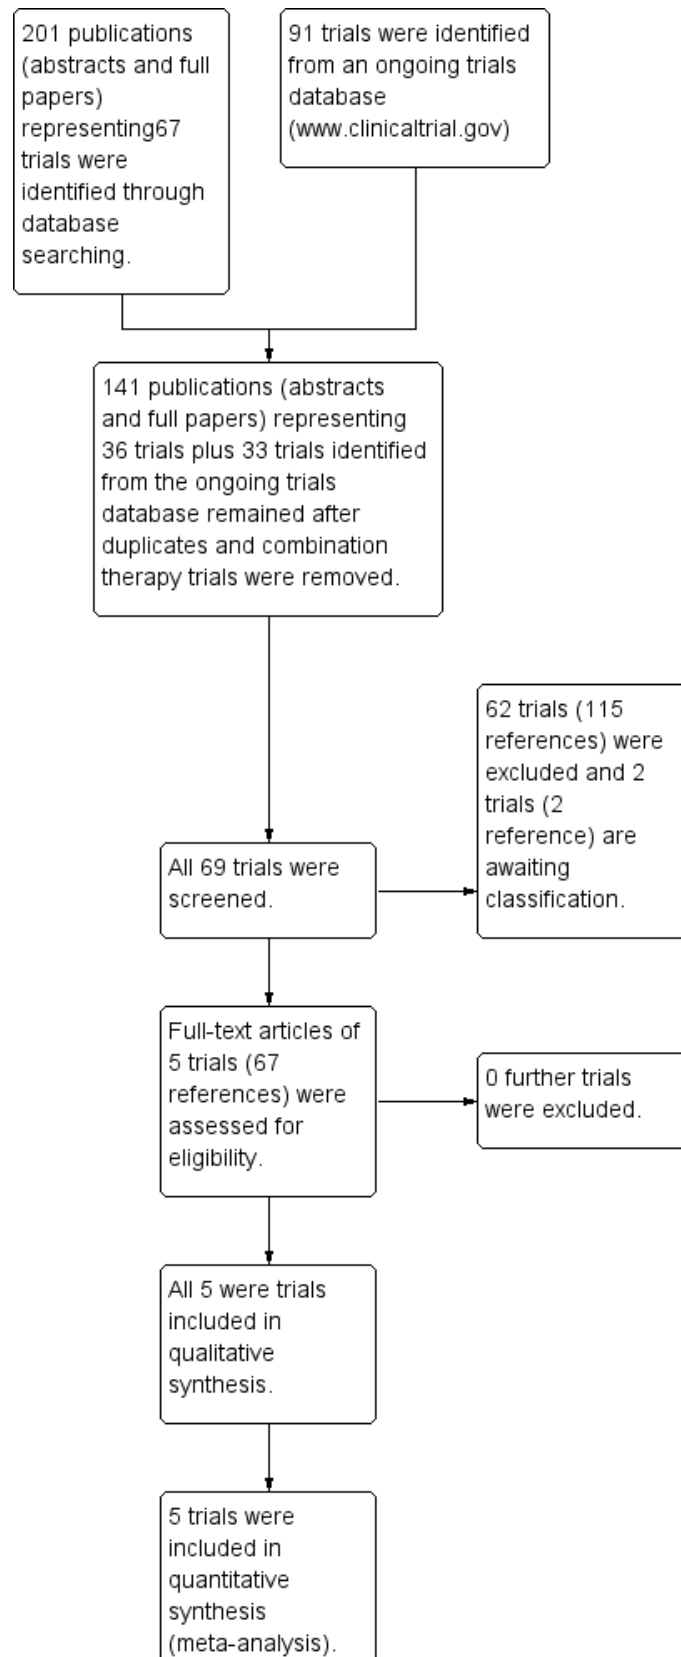 201 publications
(abstracts and full
papers)
representing67
trials were
identified through
database
searching.
91 trials were identified
from an ongoing trials
database
(www.clinicaltrial.gov)
141 publications (abstracts
and full papers) representing
36 trials plus 33 trials identified
from the ongoing trials
database remained after
duplicates and combination
therapy trials were removed.
62 trials (115
references) were
excluded and 2
trials (2
reference) are
awaiting
classification.
All 69 trials were
screened.
Full-text articles of
5 trials (67
references) were
assessed for
eligibility.
0 further trials
were excluded.
All 5 were trials
included in
qualitative
synthesis.
5 trials were
included in
quantitative
synthesis
(meta-analysis).